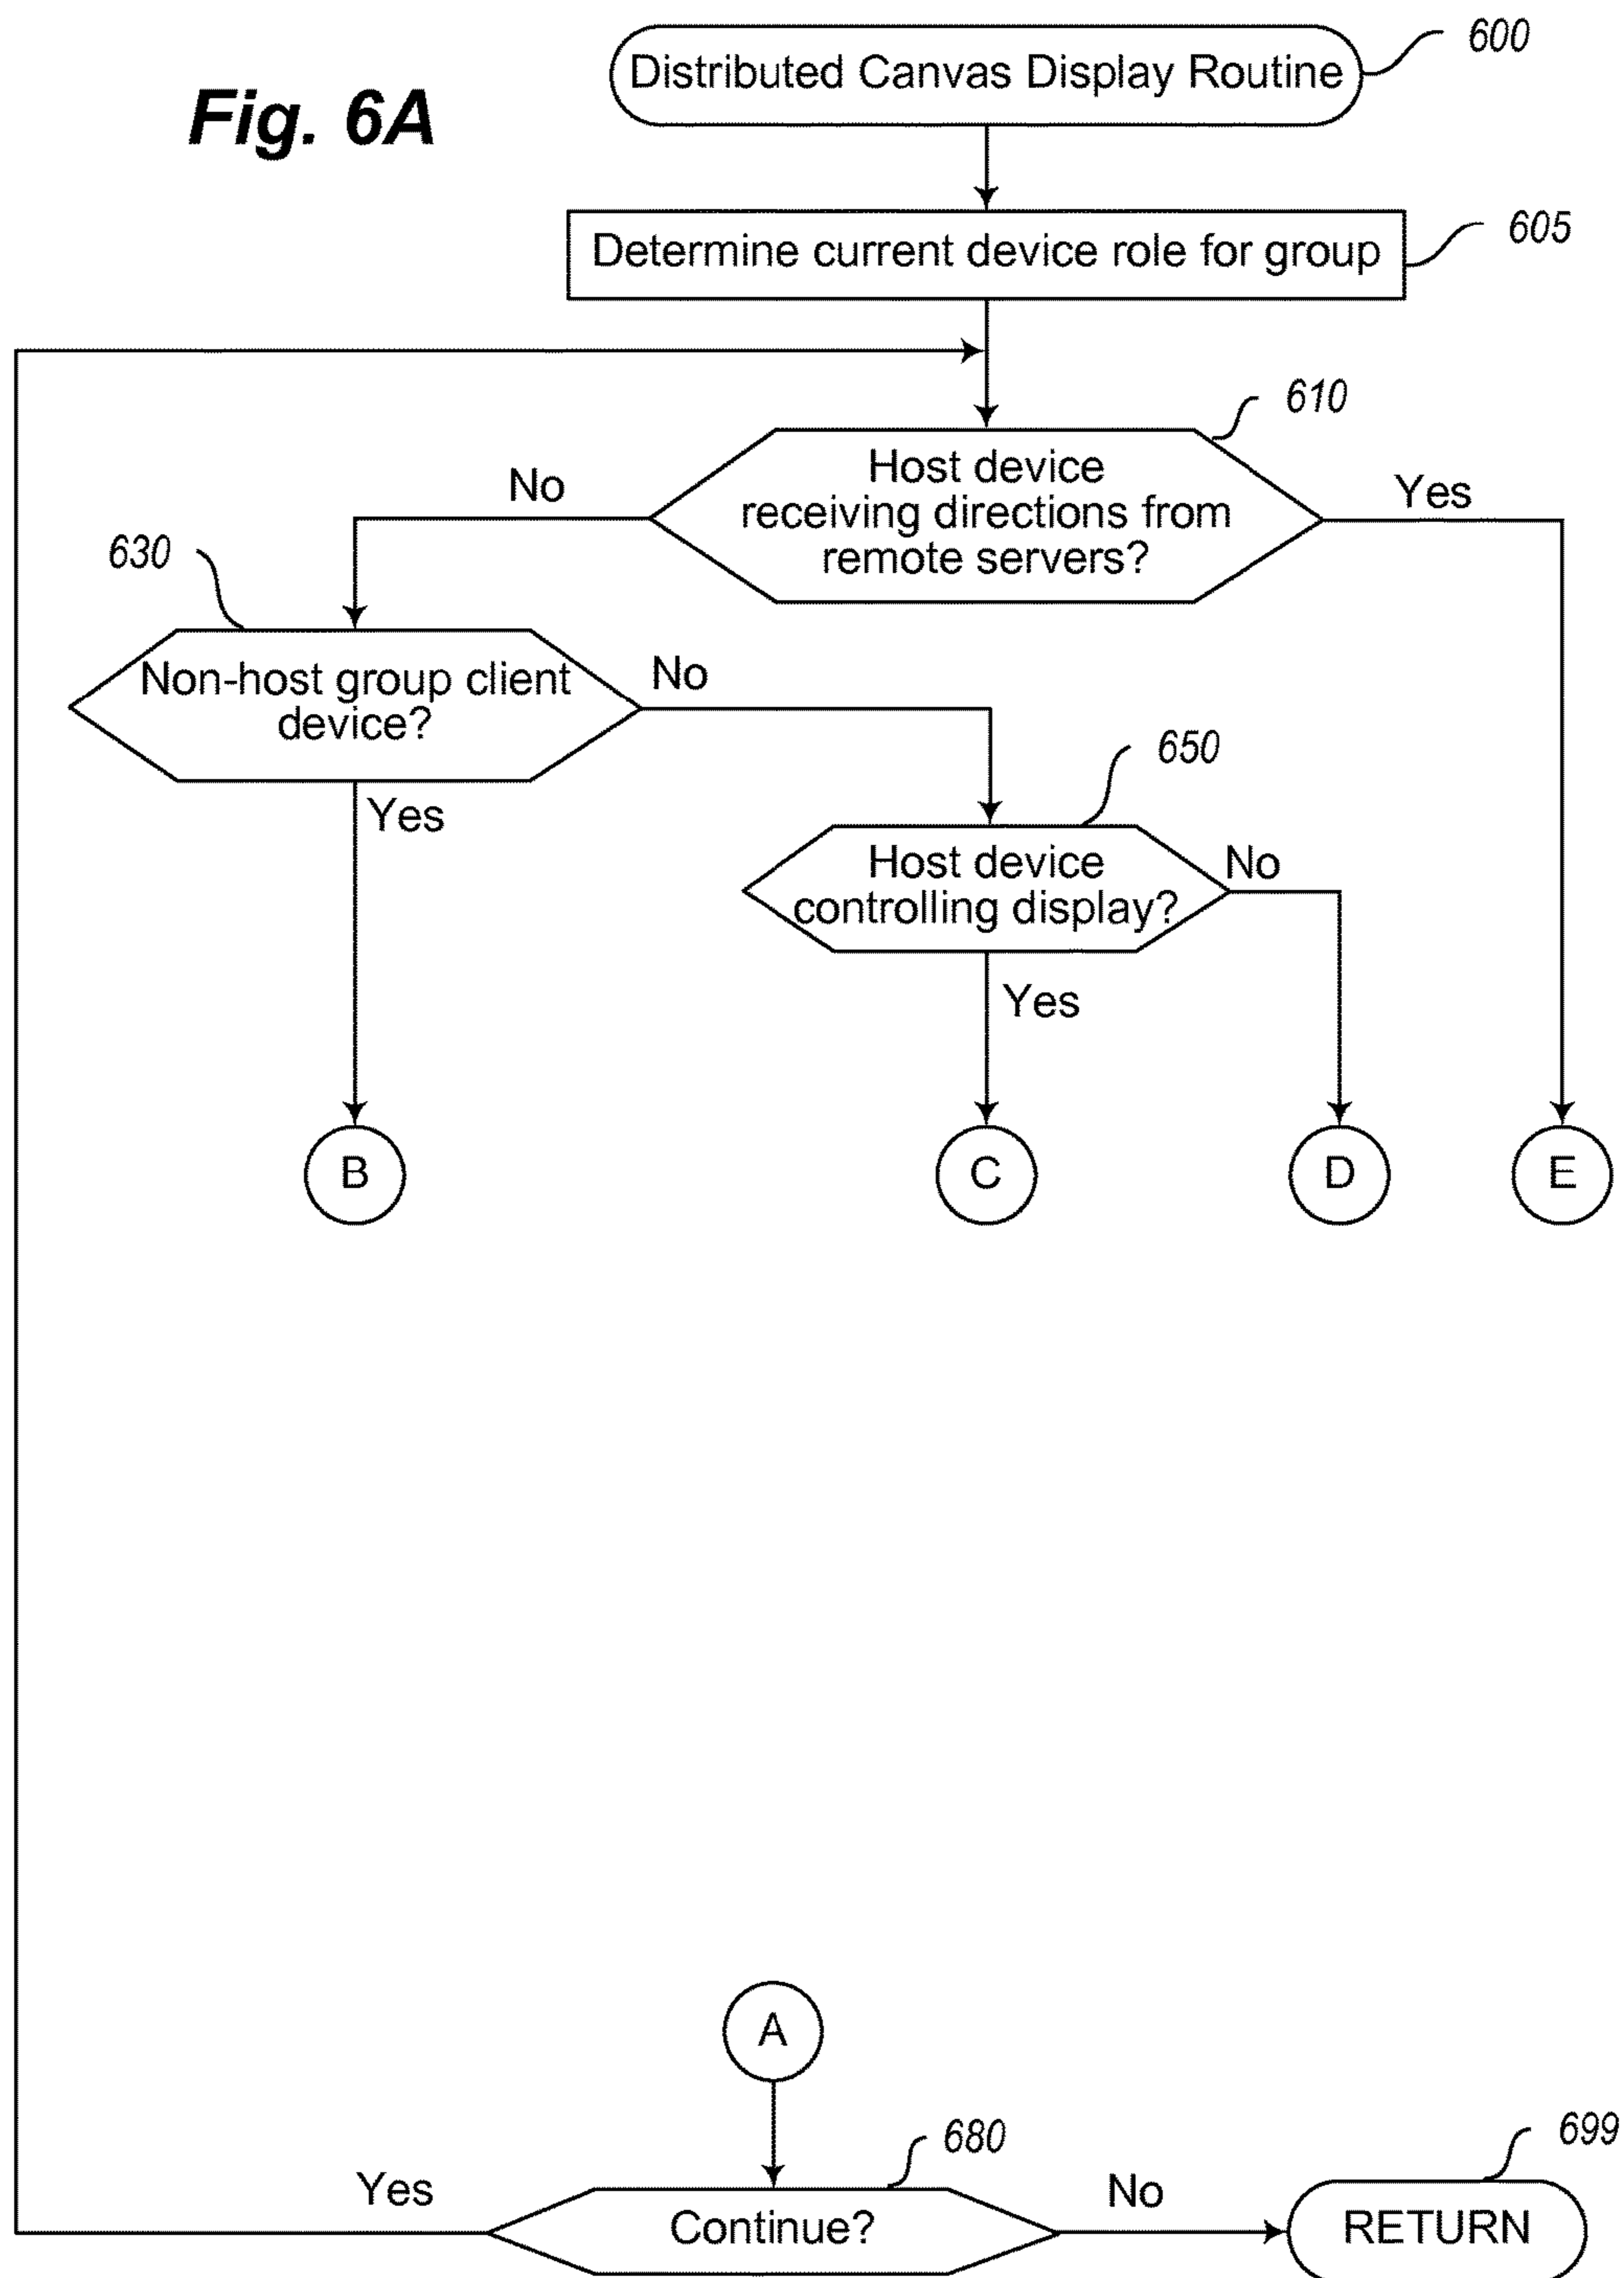 Fig. 6A
Distributed Canvas Display Routine
600
Determine current device role for group
605
610
Host device
receiving directions from
remote servers?
No
Yes
630
Non-host group client
device?
No
Yes
650
Host device
controlling display?
No
Yes
B
C
D
E
A
680
Continue?
Yes
No
699
RETURN